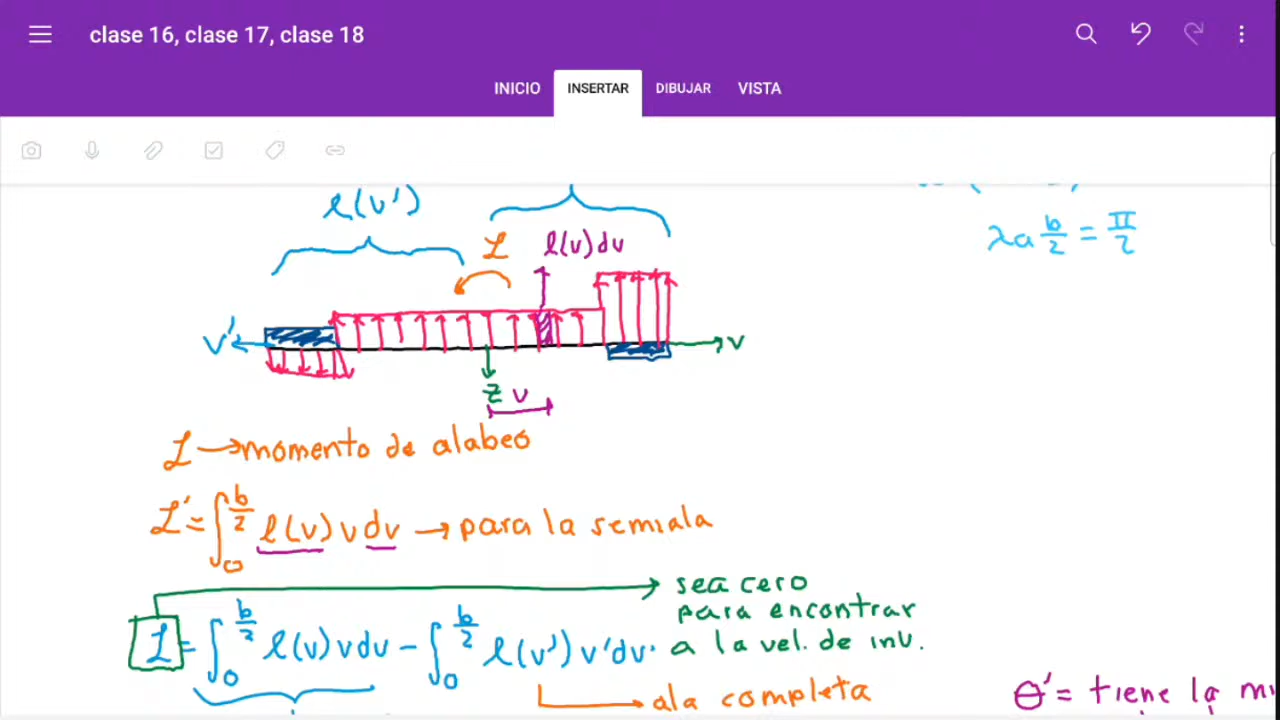 clase 16, clase 17, clase 18
INICIO INSERTAR DIBUJAR VISTA
l(v')
λa b/2 = π/2
ℒ l(v)dv
v' v
z v
ℒ → momento de alabeo
ℒ' = ∫₀^(b/2) l(v) v dv → para la semiala
sea cero
para encontrar
ℒ = ∫₀^(b/2) l(v) v dv - ∫₀^(b/2) l(v') v'dv' a la vel. de inv.
ala completa
θ' = tiene la